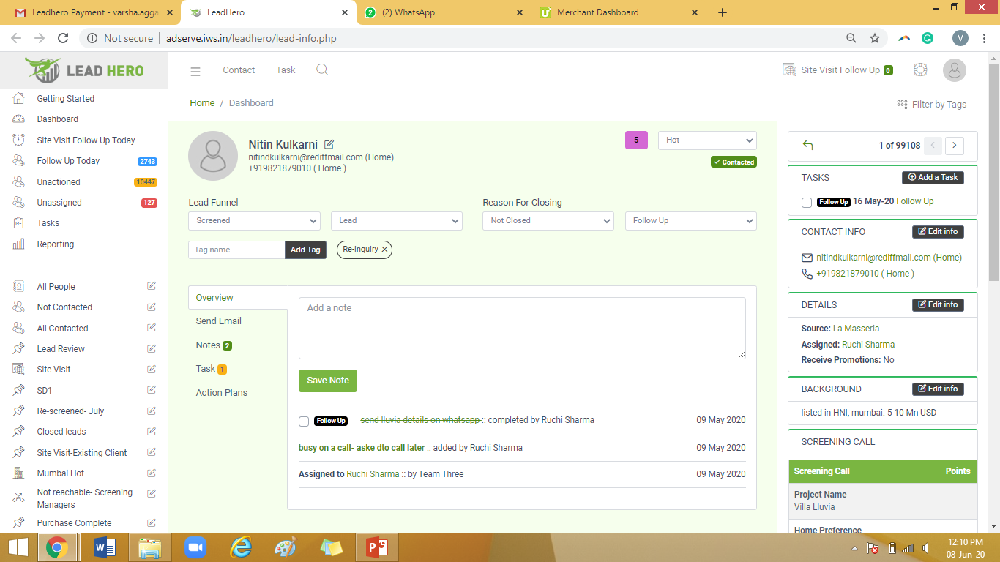 Leadhero Payment - varsha.agga
LeadHero
(2) WhatsApp
Merchant Dashboard
Not secure
adserve.iws.in/leadhero/lead-info.php
V
LEAD HERO
Contact
Task
Site Visit Follow Up 0
Getting Started
Dashboard
Site Visit Follow Up Today
Follow Up Today 2743
Unactioned 10447
Unassigned 127
Tasks
Reporting
All People
Not Contacted
All Contacted
Lead Review
Site Visit
SD1
Re-screened- July
Closed leads
Site Visit-Existing Client
Mumbai Hot
Not reachable- Screening
Managers
Purchase Complete
Home / Dashboard
Filter by Tags
Nitin Kulkarni
nitindkulkarni@rediffmail.com (Home)
+919821879010 ( Home )
5
Hot
Contacted
Lead Funnel
Reason For Closing
Screened
Lead
Not Closed
Follow Up
Tag name
Add Tag
Re-inquiry
Overview
Send Email
Notes 2
Task 1
Action Plans
Add a note
Save Note
Follow Up send lluvia details on whatsapp :: completed by Ruchi Sharma 09 May 2020
busy on a call- aske dto call later :: added by Ruchi Sharma 09 May 2020
Assigned to Ruchi Sharma :: by Team Three 09 May 2020
1 of 99108
TASKS
Add a Task
Follow Up 16 May-20 Follow Up
CONTACT INFO
Edit info
nitindkulkarni@rediffmail.com (Home)
+919821879010 ( Home )
DETAILS
Edit info
Source: La Masseria
Assigned: Ruchi Sharma
Receive Promotions: No
BACKGROUND
Edit info
listed in HNI, mumbai. 5-10 Mn USD
SCREENING CALL
Screening Call Points
Project Name
Villa Lluvia
Home Preference
12:10 PM
08-Jun-20